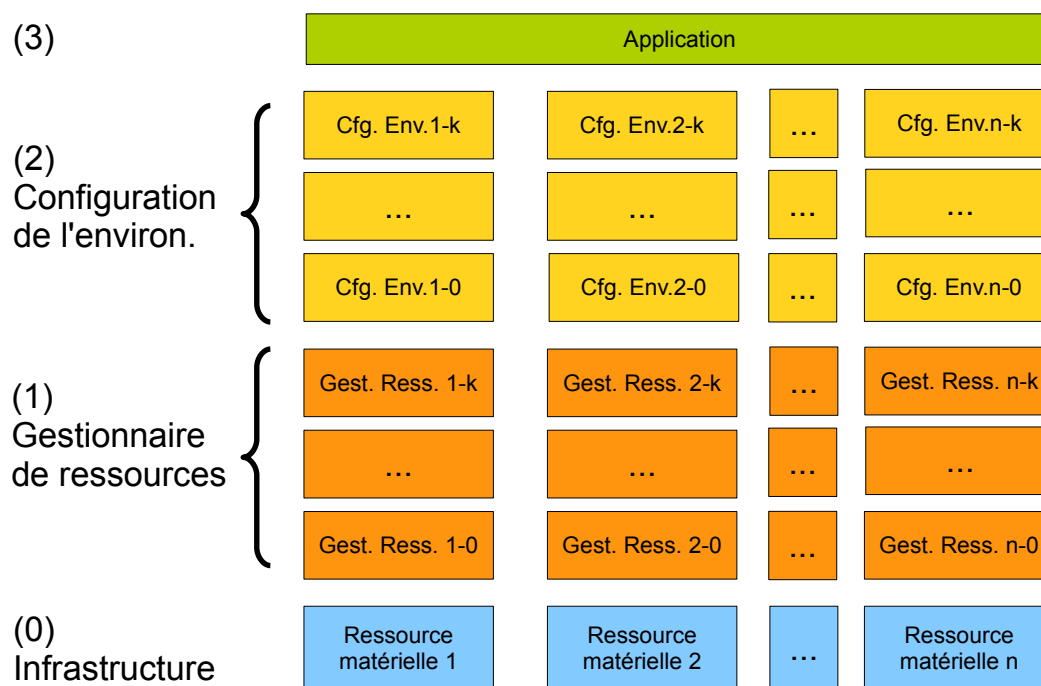 (3)
Application
(2)
Configuration
de l'environ.
Cfg. Env.1-k
Cfg. Env.2-k
...
Cfg. Env.n-k
...
...
...
...
Cfg. Env.1-0
Cfg. Env.2-0
...
Cfg. Env.n-0
(1)
Gestionnaire
de ressources
Gest. Ress. 1-k
Gest. Ress. 2-k
...
Gest. Ress. n-k
...
...
...
...
Gest. Ress. 1-0
Gest. Ress. 2-0
...
Gest. Ress. n-0
(0)
Infrastructure
Ressource
matérielle 1
Ressource
matérielle 2
...
Ressource
matérielle n